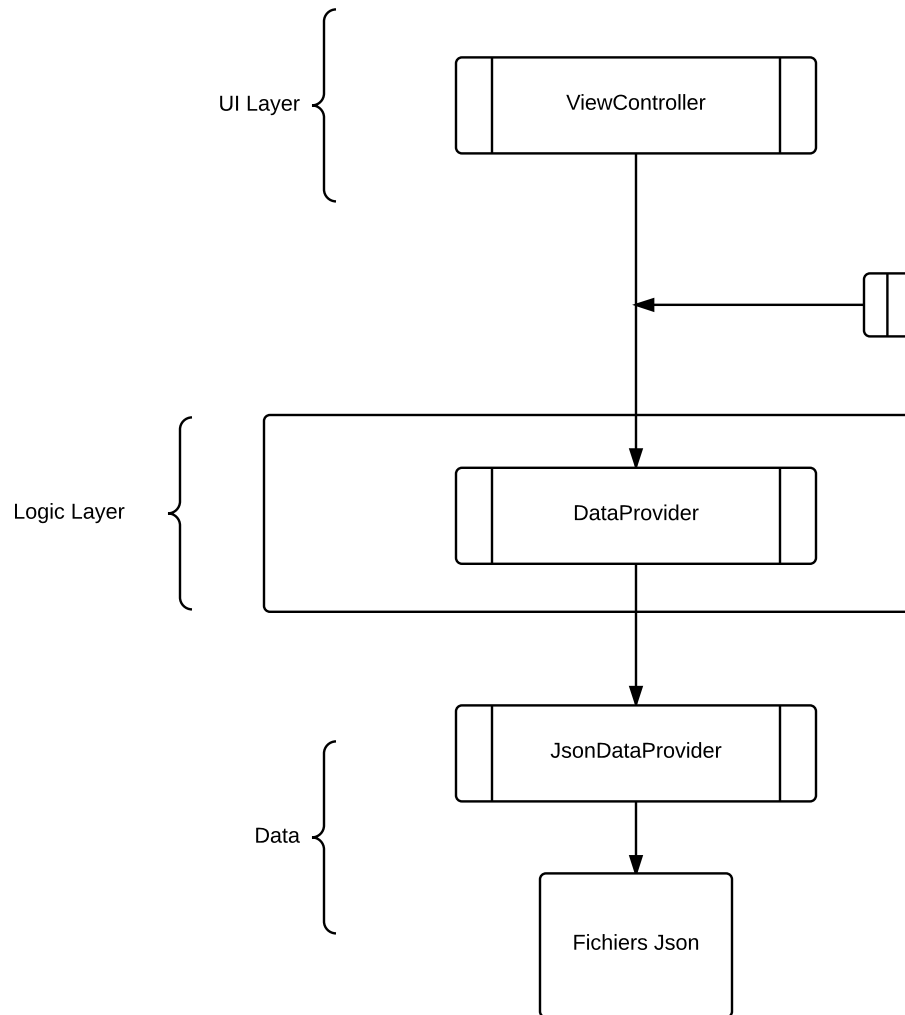 UI Layer
ViewController
Logic Layer
DataProvider
JsonDataProvider
Data
Fichiers Json